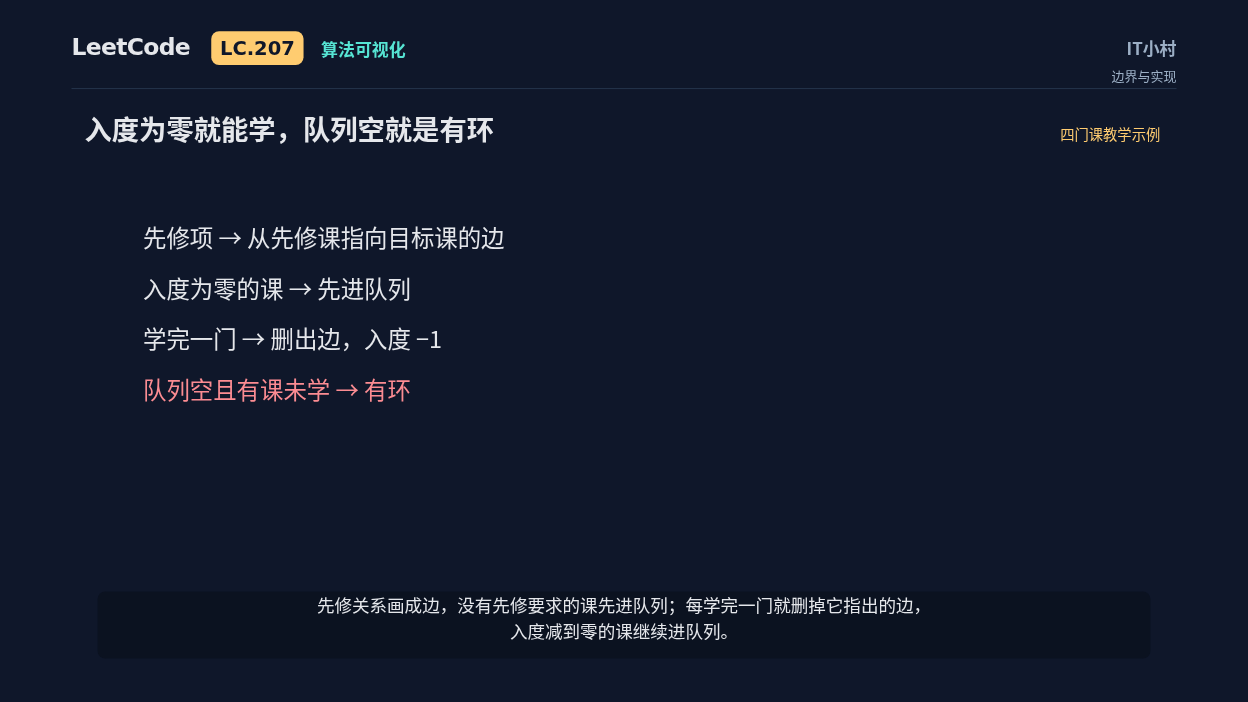 LeetCode LC.207 算法可视化
IT小村
边界与实现
入度为零就能学，队列空就是有环
四门课教学示例
先修项 → 从先修课指向目标课的边
入度为零的课 → 先进队列
学完一门 → 删出边，入度 −1
队列空且有课未学 → 有环
先修关系画成边，没有先修要求的课先进队列；每学完一门就删掉它指出的边，
入度减到零的课继续进队列。